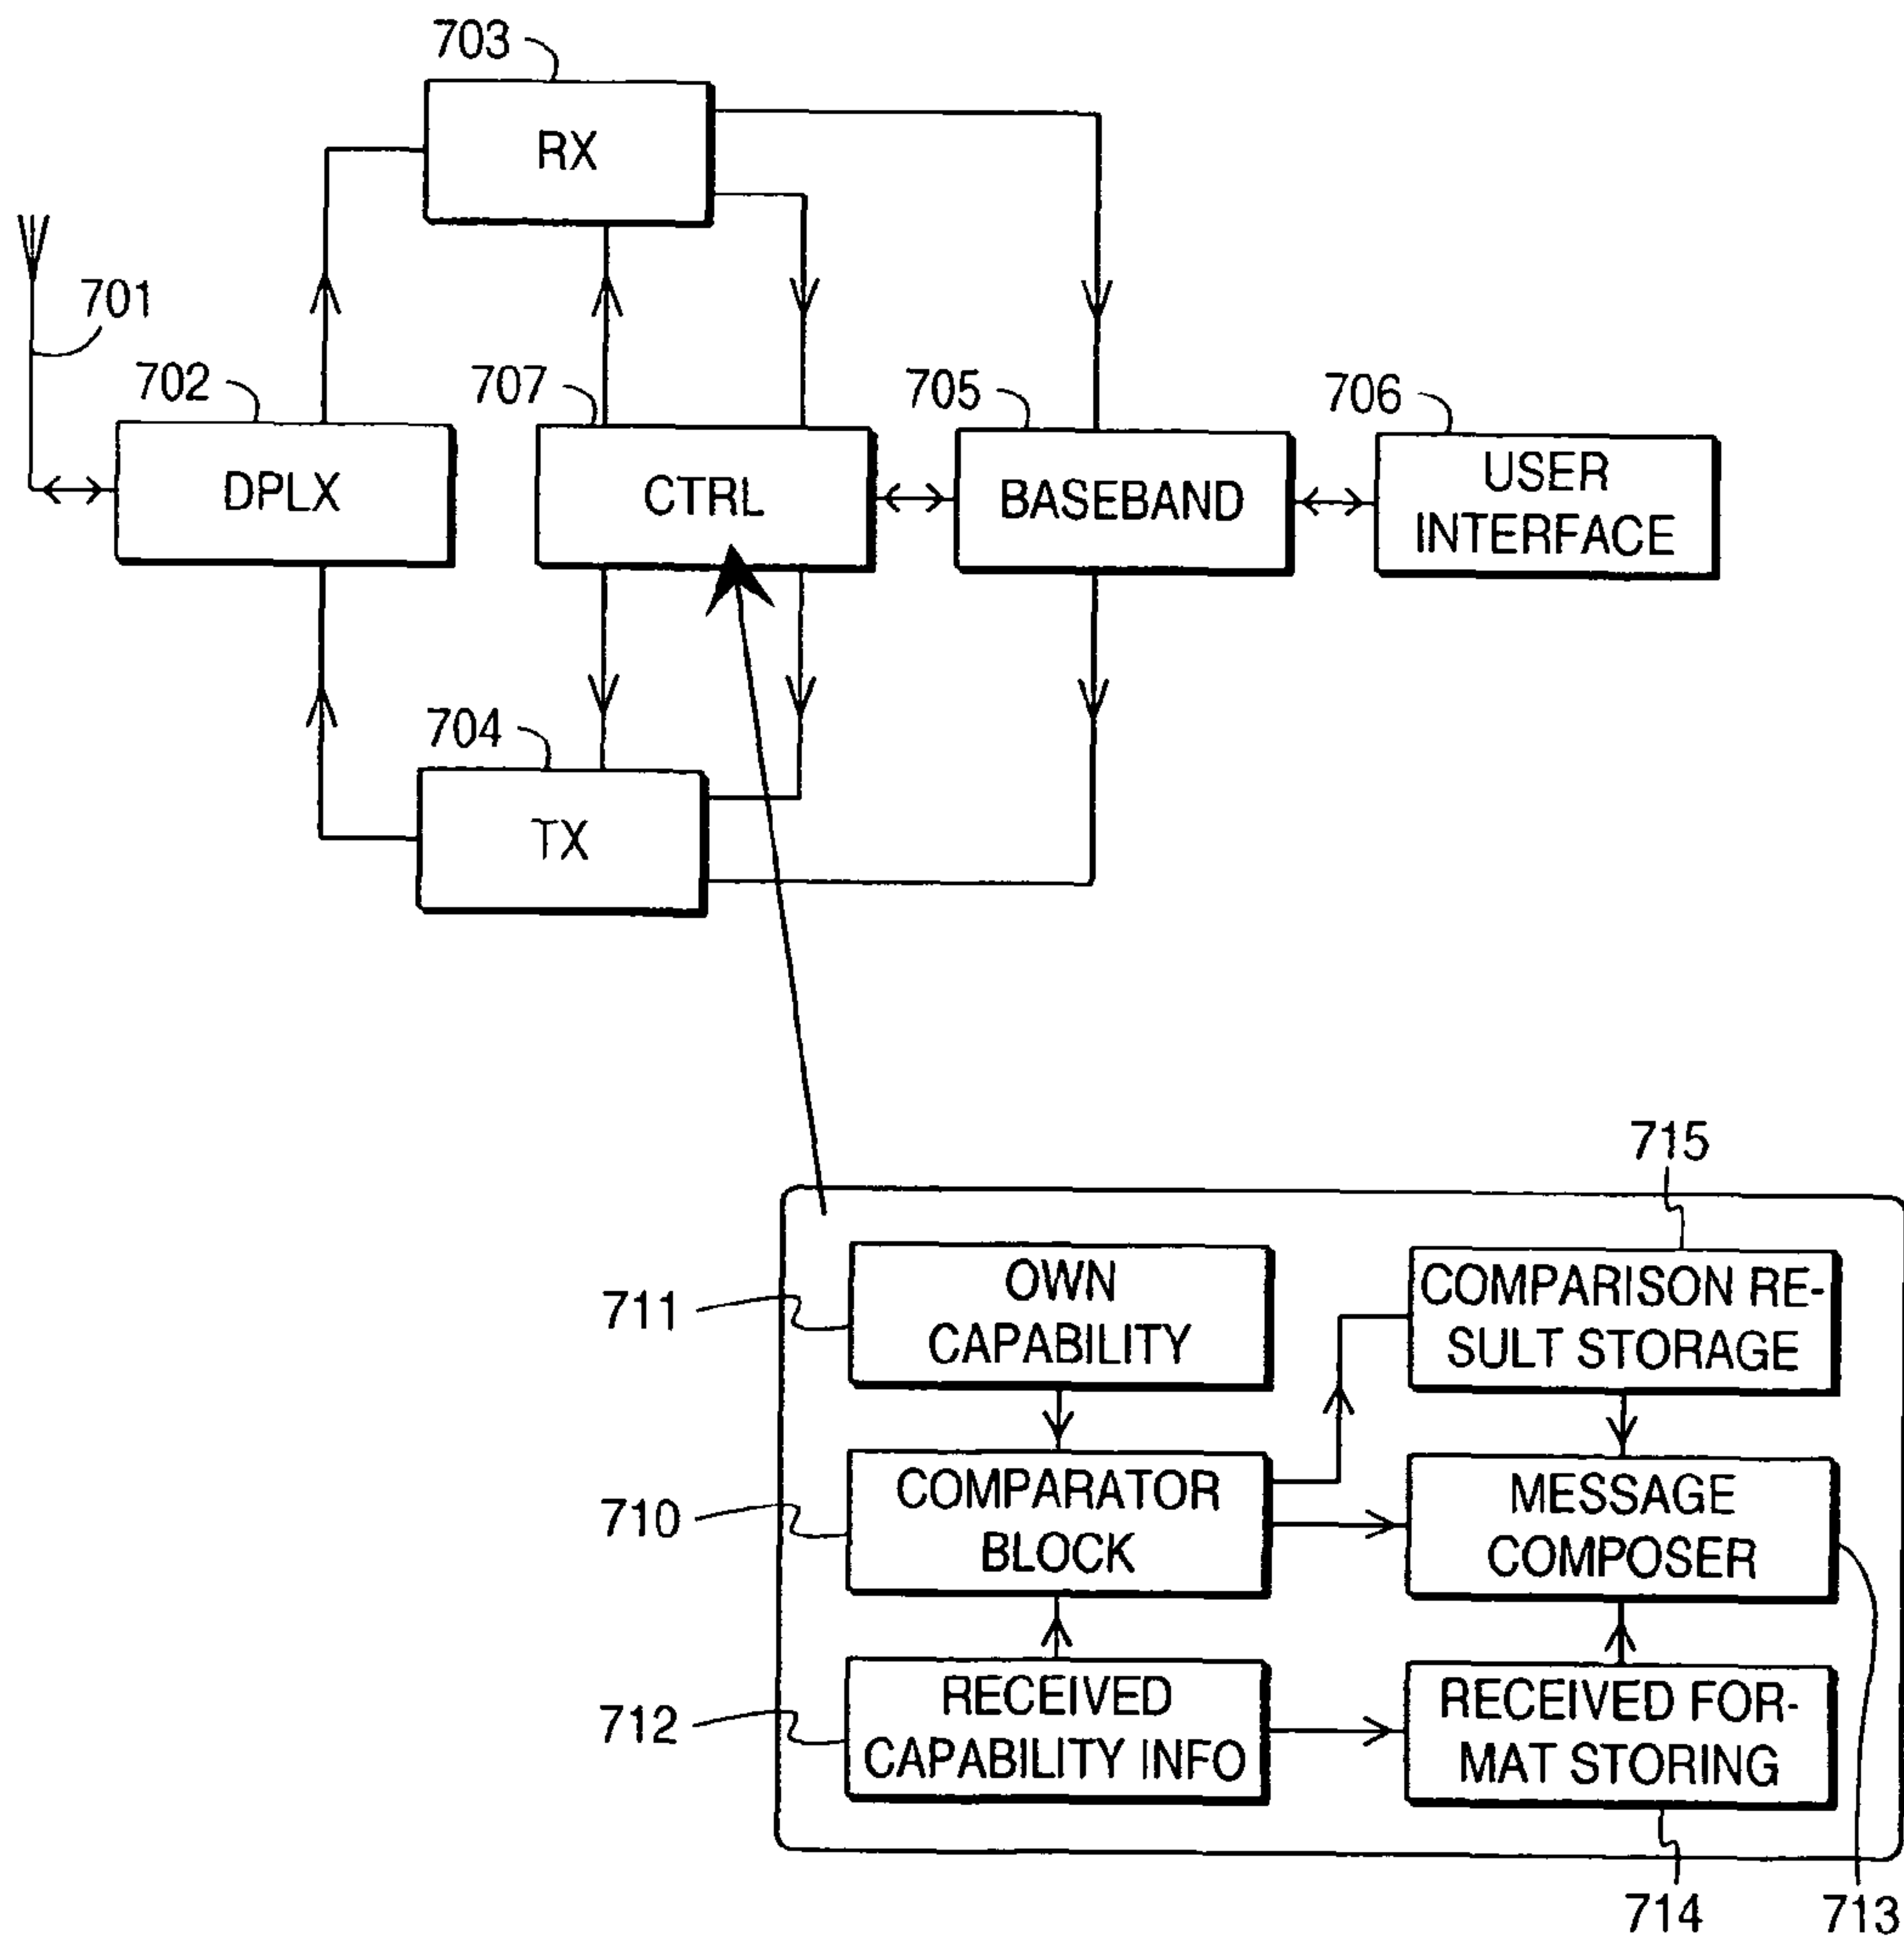 703
RX
701
702
707
705
706
DPLX
CTRL
BASEBAND
USER
INTERFACE
704
TX
715
711
OWN
CAPABILITY
COMPARISON RE-
SULT STORAGE
710
COMPARATOR
BLOCK
MESSAGE
COMPOSER
712
RECEIVED
CAPABILITY INFO
RECEIVED FOR-
MAT STORING
714
713